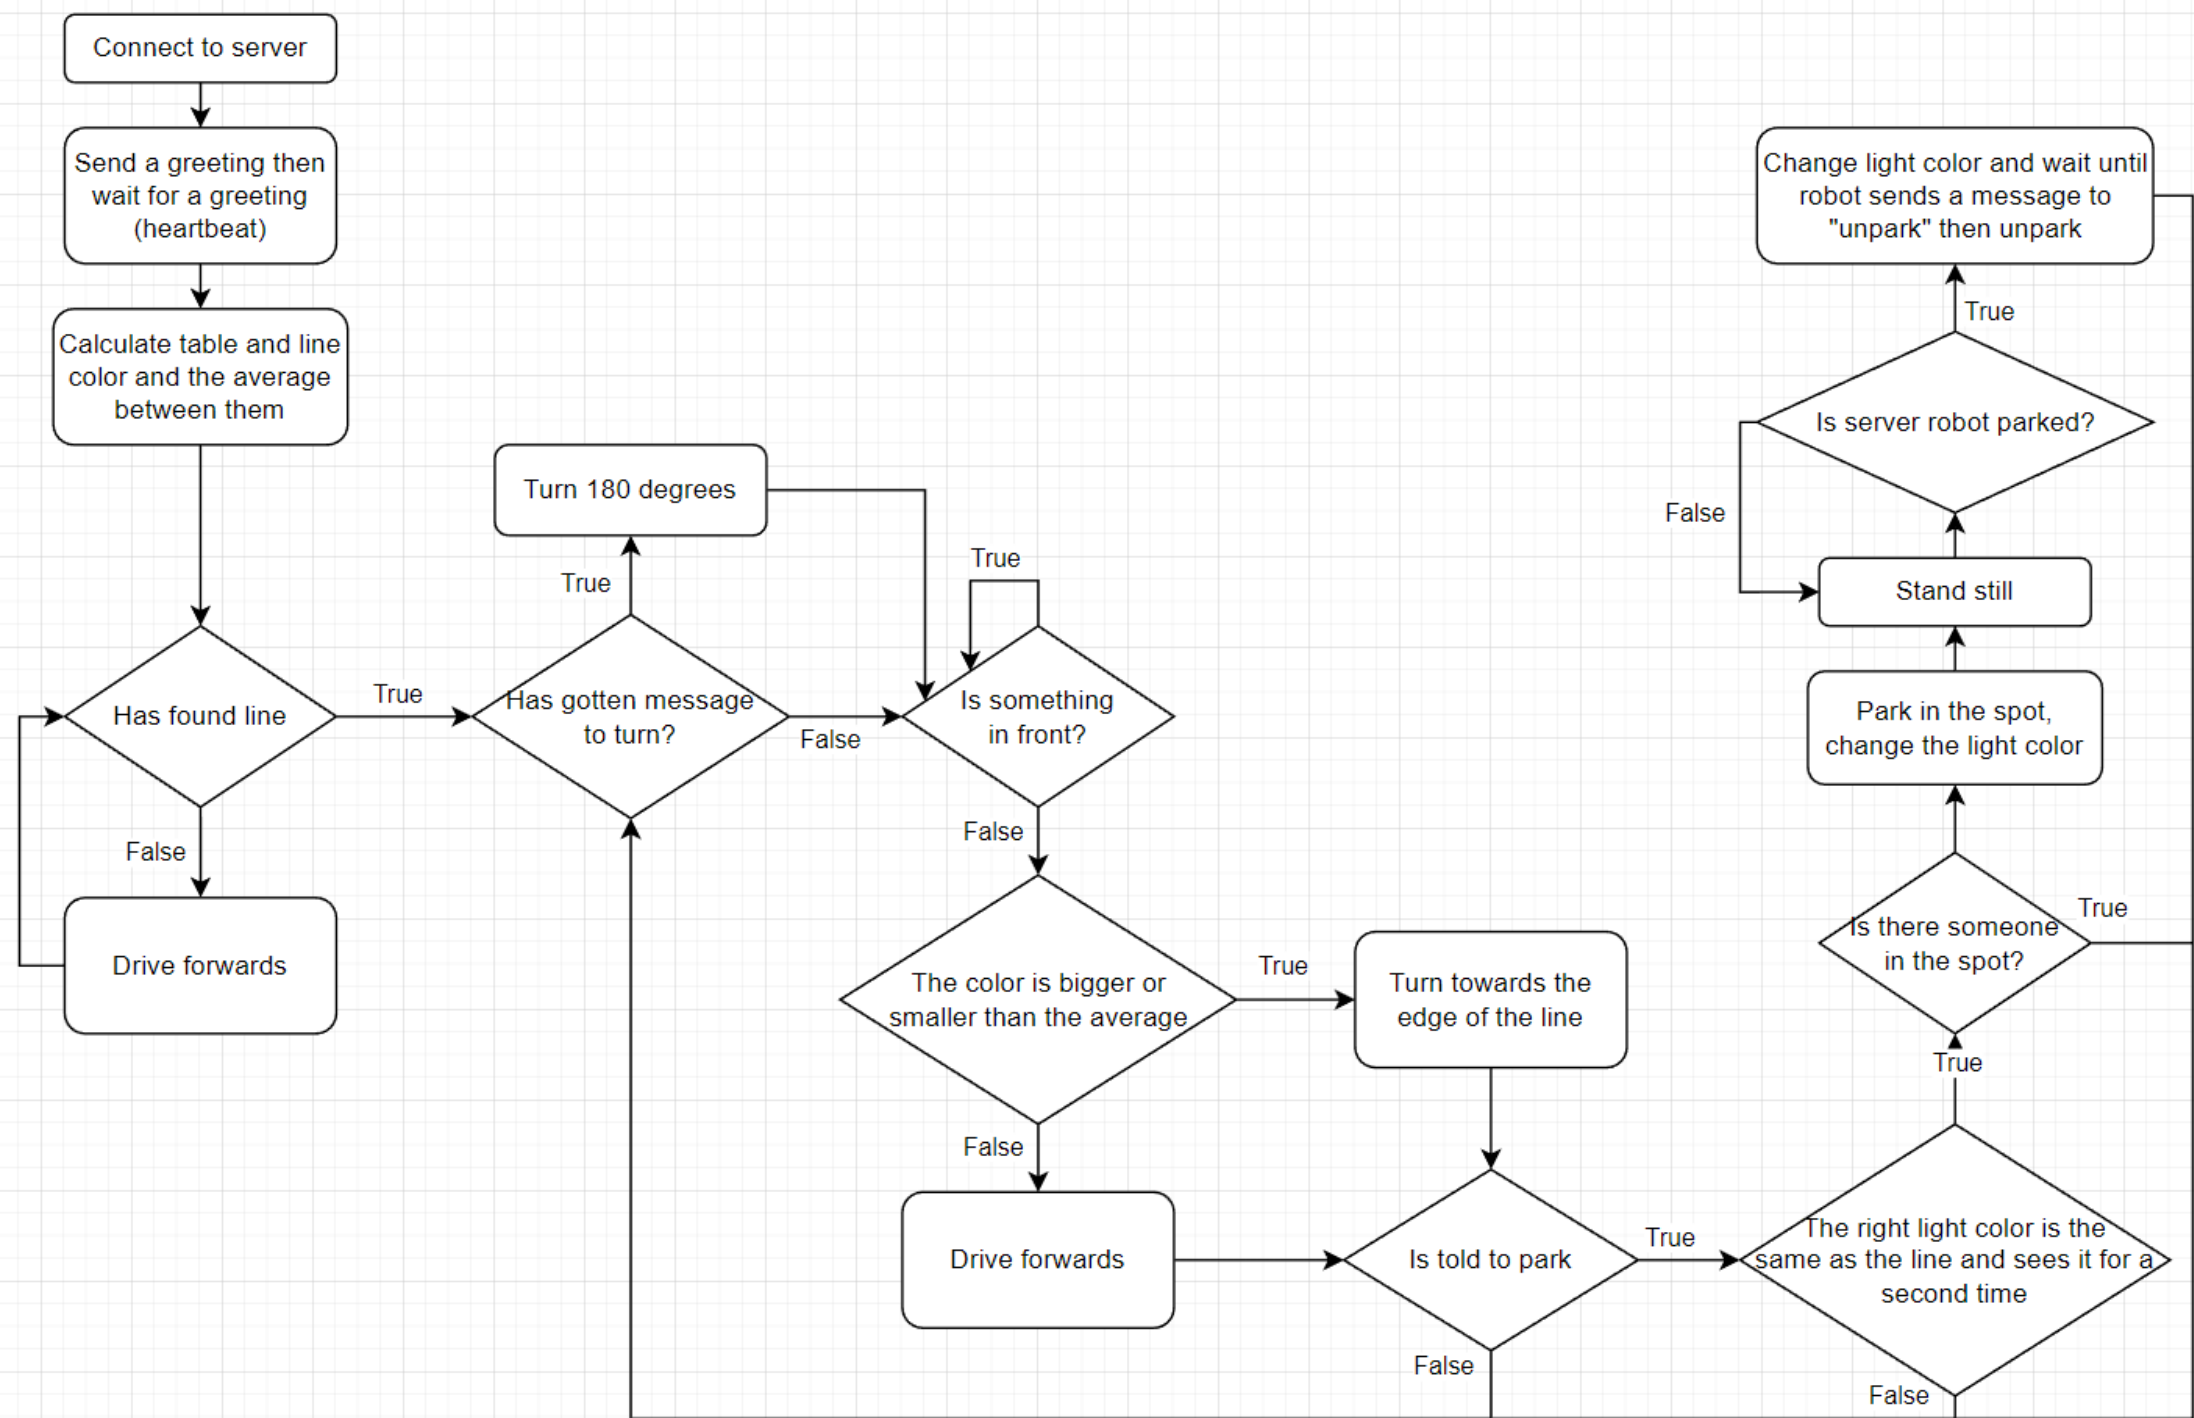 Connect to server
Send a greeting then
wait for a greeting
(heartbeat)
Calculate table and line
color and the average
between them
Has found line
True
False
Drive forwards
Has gotten message
to turn?
True
False
Turn 180 degrees
Is something
in front?
True
False
The color is bigger or
smaller than the average
True
False
Turn towards the
edge of the line
Drive forwards
Is told to park
True
False
The right light color is the
same as the line and sees it for a
second time
True
False
Is there someone
in the spot?
True
Park in the spot,
change the light color
Stand still
Is server robot parked?
False
True
Change light color and wait until
robot sends a message to
"unpark" then unpark